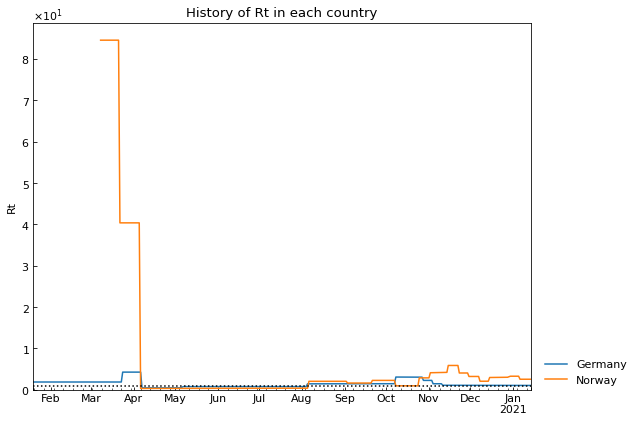 History of Rt in each country
×10¹
8
7
6
5
4
3
2
1
0
Rt
Feb Mar Apr May Jun Jul Aug Sep Oct Nov Dec Jan
2021
Germany
Norway